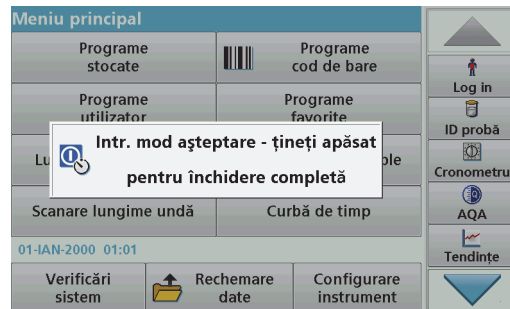 Meniu principal
Programe
stocate
Programe
cod de bare
Programe
utilizator
Programe
favorite
Intr. mod aşteptare - ţineţi apăsat
pentru închidere completă
Scanare lungime undă
Curbă de timp
01-IAN-2000 01:01
Verificări
sistem
Rechemare
date
Configurare
instrument
Log in
ID probă
Cronometru
AQA
Tendinţe